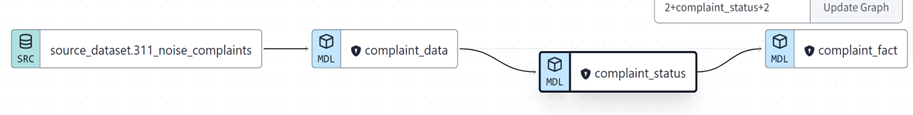 2+complaint_status+2 Update Graph
SRC source_dataset.311_noise_complaints
MDL complaint_data
MDL complaint_status
MDL complaint_fact